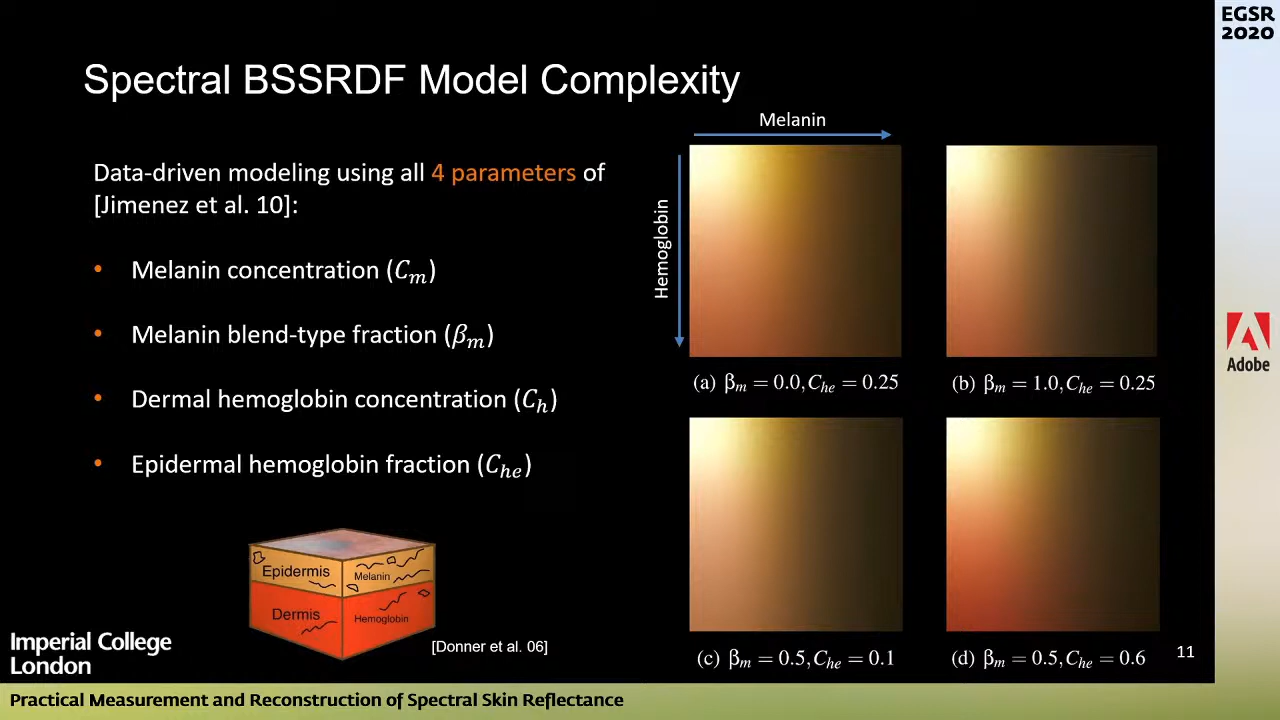 EGSR
2020
Spectral BSSRDF Model Complexity
Data-driven modeling using all 4 parameters of
[Jimenez et al. 10]:
• Melanin concentration (Cₘ)
• Melanin blend-type fraction (βₘ)
• Dermal hemoglobin concentration (Cₕ)
• Epidermal hemoglobin fraction (Cₕₑ)
Epidermis
Melanin
Dermis
Hemoglobin
[Donner et al. 06]
Melanin
Hemoglobin
(a) βₘ = 0.0, Cₕₑ = 0.25
(b) βₘ = 1.0, Cₕₑ = 0.25
(c) βₘ = 0.5, Cₕₑ = 0.1
(d) βₘ = 0.5, Cₕₑ = 0.6
11
Adobe
Imperial College
London
Practical Measurement and Reconstruction of Spectral Skin Reflectance